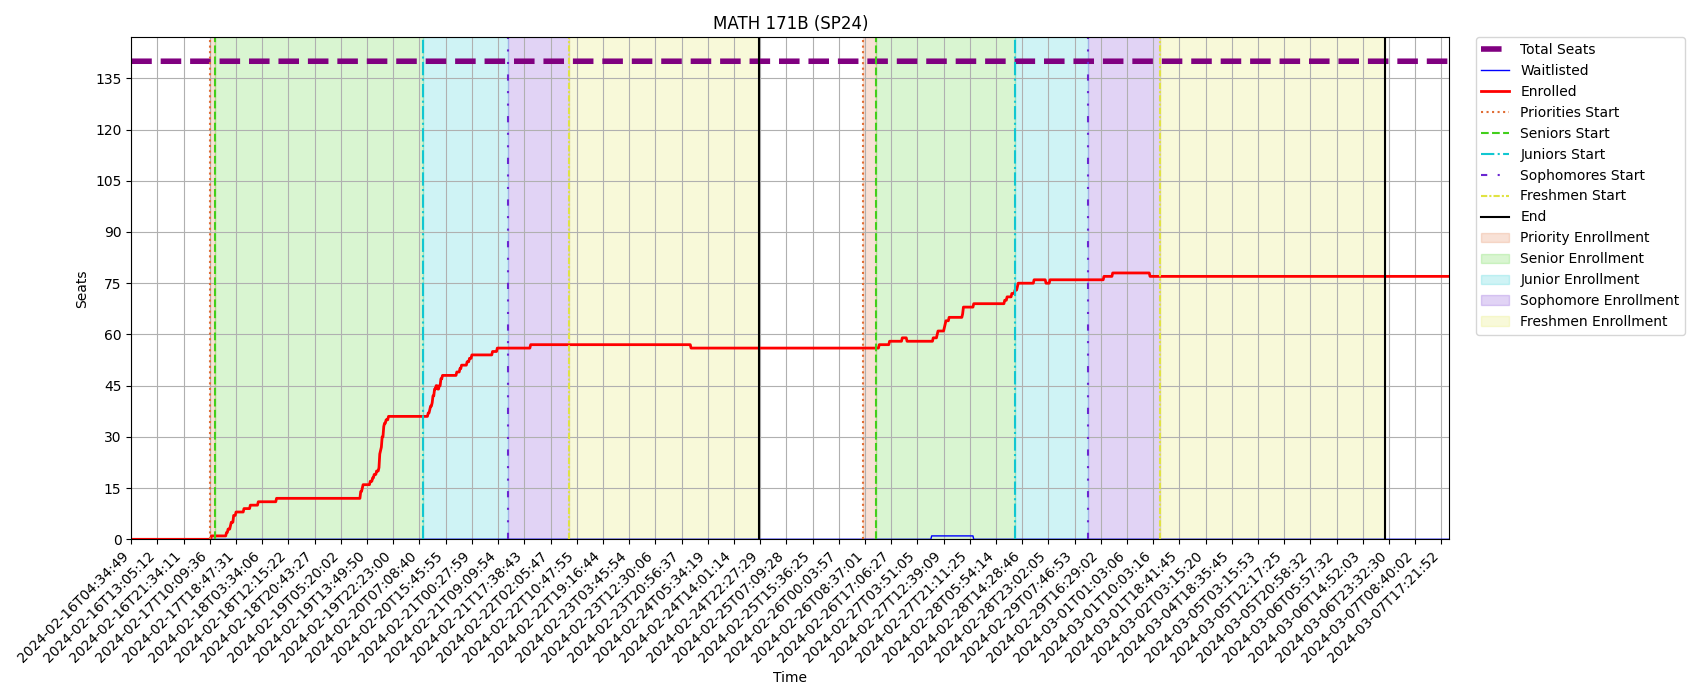 MATH 171B (SP24)
Seats
135
120
105
90
75
60
45
30
15
0
2024-02-16T04:34:49
2024-02-16T13:05:12
2024-02-16T21:34:11
2024-02-17T10:09:36
2024-02-17T18:47:31
2024-02-18T03:34:06
2024-02-18T12:15:22
2024-02-18T20:43:27
2024-02-19T05:20:02
2024-02-19T13:49:50
2024-02-19T22:23:00
2024-02-20T07:08:40
2024-02-20T15:45:55
2024-02-21T00:27:59
2024-02-21T09:09:54
2024-02-21T17:38:43
2024-02-22T02:05:47
2024-02-22T10:47:55
2024-02-22T19:16:44
2024-02-23T03:45:54
2024-02-23T12:30:06
2024-02-23T20:56:37
2024-02-24T05:34:19
2024-02-24T14:01:14
2024-02-24T22:27:29
2024-02-25T07:09:28
2024-02-25T15:36:25
2024-02-26T00:03:57
2024-02-26T08:37:01
2024-02-26T17:06:27
2024-02-27T03:51:05
2024-02-27T12:39:09
2024-02-27T21:11:25
2024-02-28T05:54:14
2024-02-28T14:28:46
2024-02-28T23:02:05
2024-02-29T07:46:53
2024-02-29T16:29:02
2024-03-01T01:03:06
2024-03-01T10:03:16
2024-03-01T18:41:45
2024-03-02T03:15:20
2024-03-04T18:35:45
2024-03-05T03:15:53
2024-03-05T12:17:25
2024-03-05T20:58:32
2024-03-06T05:57:32
2024-03-06T14:52:03
2024-03-06T23:32:30
2024-03-07T08:40:02
2024-03-07T17:21:52
Time
Total Seats
Waitlisted
Enrolled
Priorities Start
Seniors Start
Juniors Start
Sophomores Start
Freshmen Start
End
Priority Enrollment
Senior Enrollment
Junior Enrollment
Sophomore Enrollment
Freshmen Enrollment